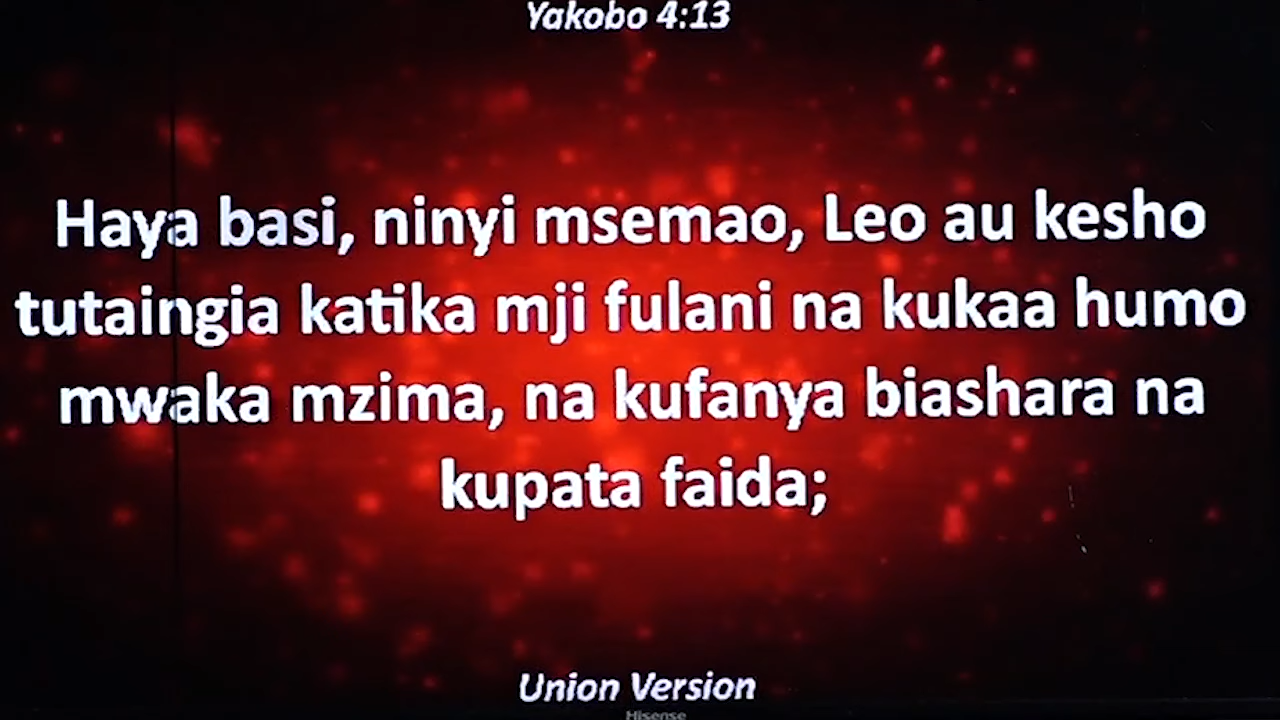 Yakobo 4:13
Haya basi, ninyi msemao, Leo au kesho
tutaingia katika mji fulani na kukaa humo
mwaka mzima, na kufanya biashara na
kupata faida;
Union Version
Hisense